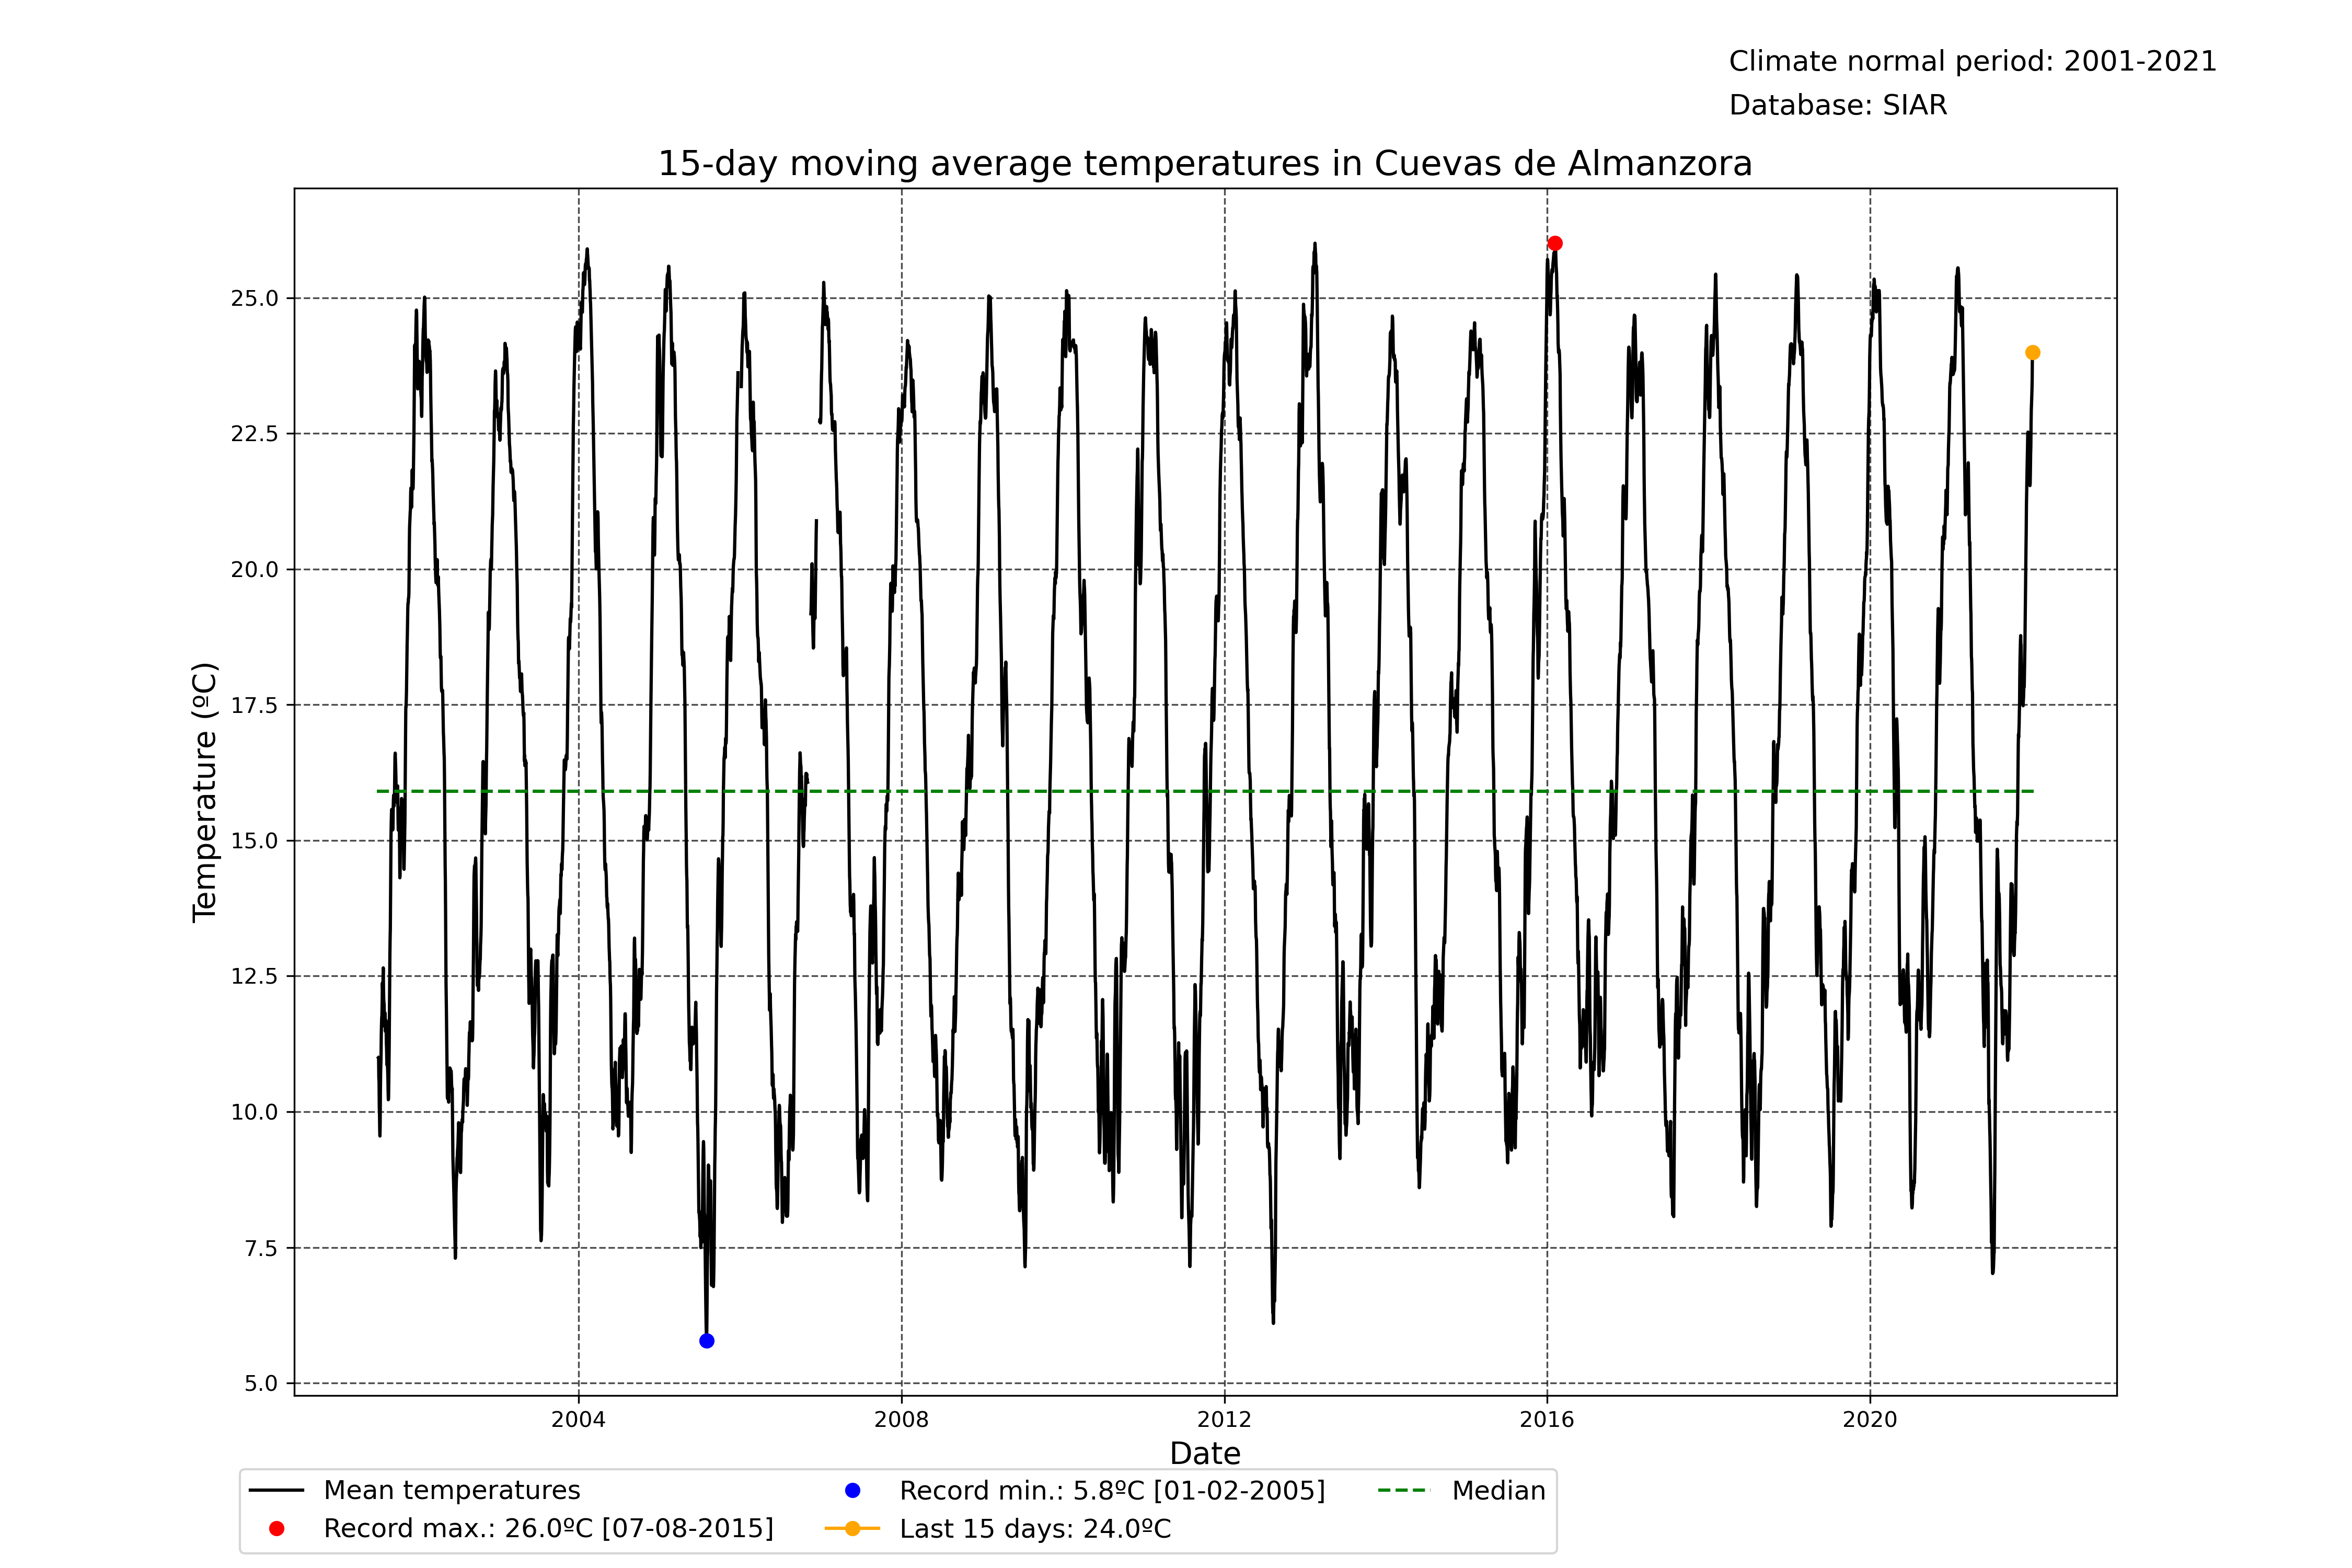 Climate normal period: 2001-2021
Database: SIAR
15-day moving average temperatures in Cuevas de Almanzora
25.0
22.5
20.0
17.5
15.0
12.5
10.0
7.5
5.0
Temperature (ºC)
2004 2008 2012 2016 2020
Date
Mean temperatures Record min.: 5.8ºC [01-02-2005] Median
Record max.: 26.0ºC [07-08-2015] Last 15 days: 24.0ºC